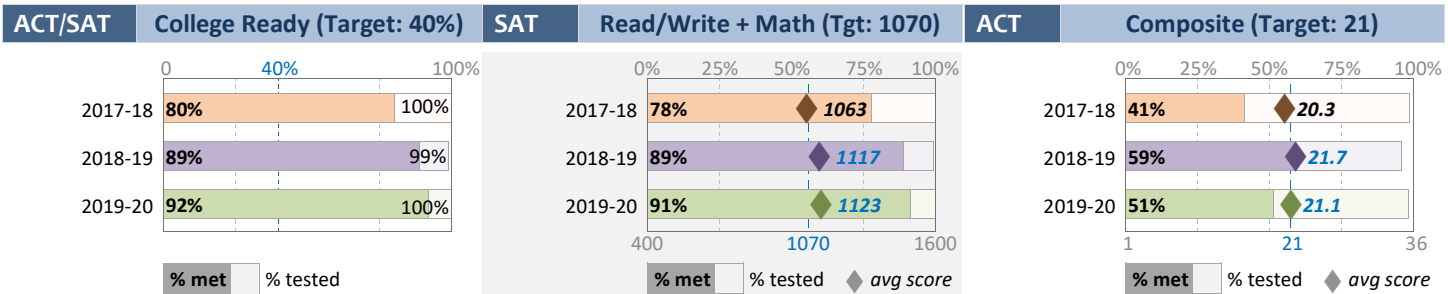 ACT/SAT College Ready (Target: 40%)
0 40% 100%
2017-18 80% 100%
2018-19 89% 99%
2019-20 92% 100%
% met % tested
SAT Read/Write + Math (Tgt: 1070)
0% 25% 50% 75% 100%
2017-18 78% 1063
2018-19 89% 1117
2019-20 91% 1123
400 1070 1600
% met % tested avg score
ACT Composite (Target: 21)
0% 25% 50% 75% 100%
2017-18 41% 20.3
2018-19 59% 21.7
2019-20 51% 21.1
1 21 36
% met % tested avg score